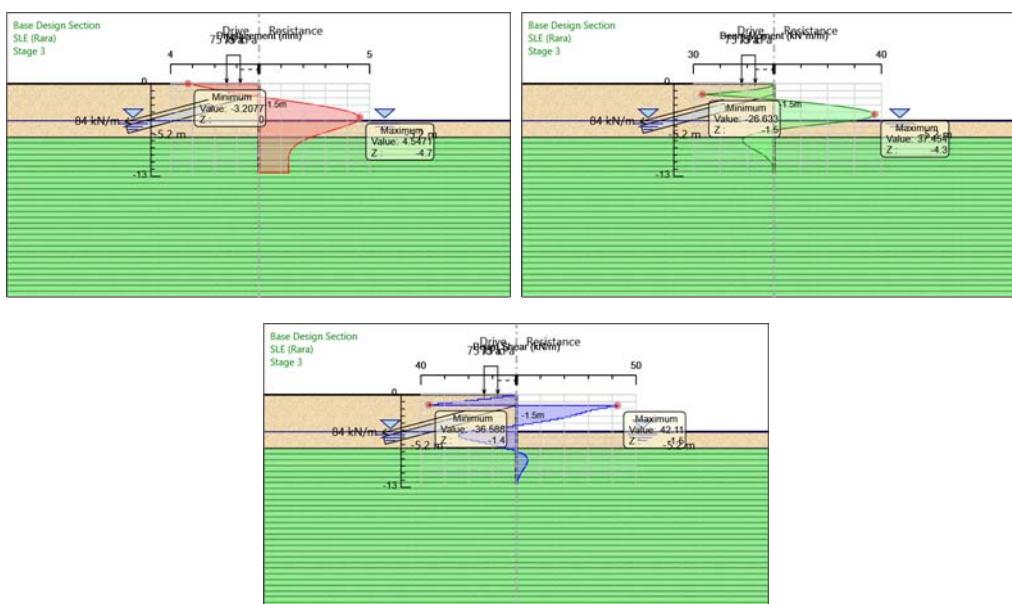 Base Design Section
SLE (Rara)
Stage 3
Drive Resistance
4
5
0
-1.5m
Minimum
Value: -3.2077
Z : 0
84 kN/m
-5.2 m
Maximum
Value: 4.5471
Z : -4.7
-13
Base Design Section
SLE (Rara)
Stage 3
Drive Resistance
30
40
0
-1.5m
Minimum
Value: -26.633
Z : -1.5
84 kN/m
-5.2 m
Maximum
Value: 37.454
Z : -4.3
-13
Base Design Section
SLE (Rara)
Stage 3
Drive Resistance
40
50
0
-1.5m
Minimum
Value: -36.588
Z : -1.4
84 kN/m
-5.2 m
Maximum
Value: 42.11
-5.2 m
-13